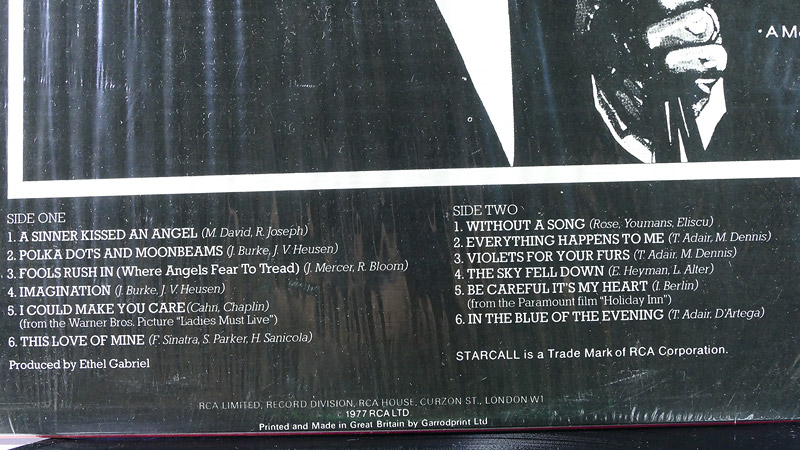 · A M
SIDE ONE
1. A SINNER KISSED AN ANGEL (M. David, R. Joseph)
2. POLKA DOTS AND MOONBEAMS (J. Burke, J. V. Heusen)
3. FOOLS RUSH IN (Where Angels Fear To Tread) (J. Mercer, R. Bloom)
4. IMAGINATION (J. Burke, J. V. Heusen)
5. I COULD MAKE YOU CARE (Cahn, Chaplin)
(from the Warner Bros. Picture "Ladies Must Live")
6. THIS LOVE OF MINE (F. Sinatra, S. Parker, H. Sanicola)
Produced by Ethel Gabriel
SIDE TWO
1. WITHOUT A SONG (Rose, Youmans, Eliscu)
2. EVERYTHING HAPPENS TO ME (T. Adair, M. Dennis)
3. VIOLETS FOR YOUR FURS (T. Adair, M. Dennis)
4. THE SKY FELL DOWN (E. Heyman, L. Alter)
5. BE CAREFUL IT'S MY HEART (I. Berlin)
(from the Paramount film "Holiday Inn")
6. IN THE BLUE OF THE EVENING (T. Adair, D'Artega)
STARCALL is a Trade Mark of RCA Corporation.
RCA LIMITED, RECORD DIVISION, RCA HOUSE, CURZON ST., LONDON W1
© 1977 RCA LTD.
Printed and Made in Great Britain by Garrodprint Ltd